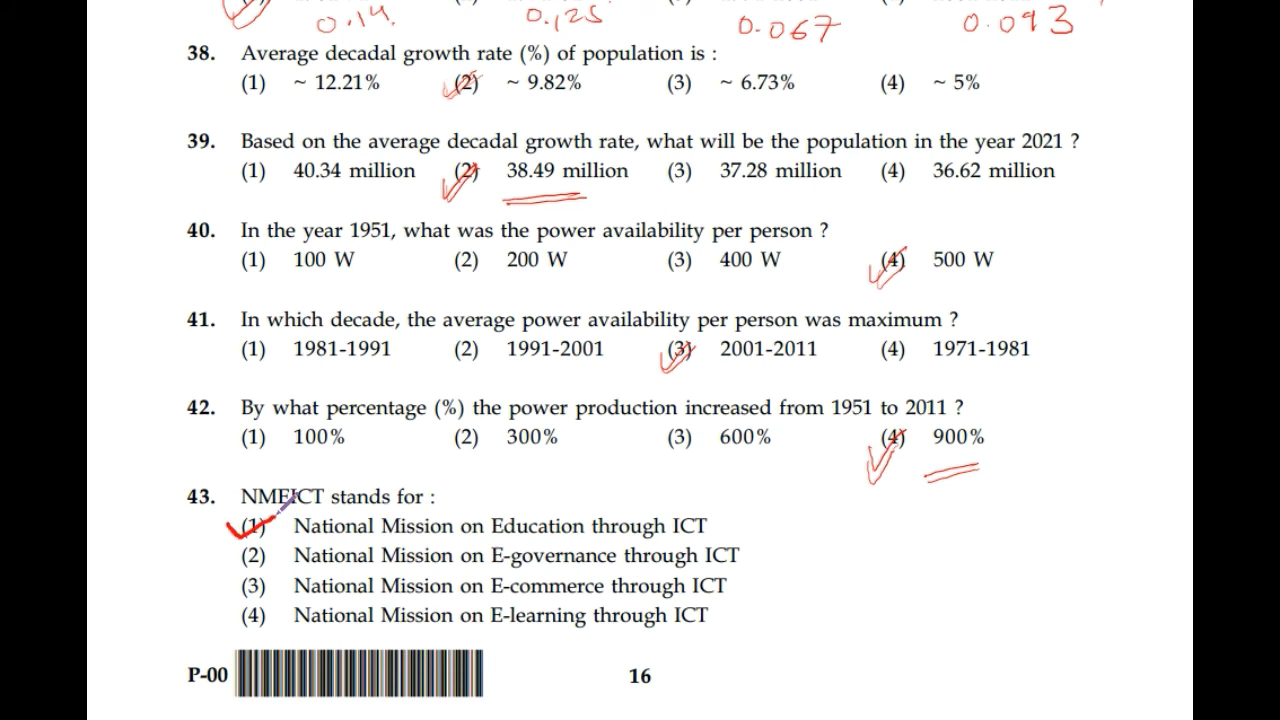 0.14. 0.125 0.067 0.093
38. Average decadal growth rate (%) of population is :
(1) ~ 12.21% (2) ~ 9.82% (3) ~ 6.73% (4) ~ 5%
39. Based on the average decadal growth rate, what will be the population in the year 2021 ?
(1) 40.34 million (2) 38.49 million (3) 37.28 million (4) 36.62 million
40. In the year 1951, what was the power availability per person ?
(1) 100 W (2) 200 W (3) 400 W (4) 500 W
41. In which decade, the average power availability per person was maximum ?
(1) 1981-1991 (2) 1991-2001 (3) 2001-2011 (4) 1971-1981
42. By what percentage (%) the power production increased from 1951 to 2011 ?
(1) 100% (2) 300% (3) 600% (4) 900%
43. NMEICT stands for :
(1) National Mission on Education through ICT
(2) National Mission on E-governance through ICT
(3) National Mission on E-commerce through ICT
(4) National Mission on E-learning through ICT
P-00 16